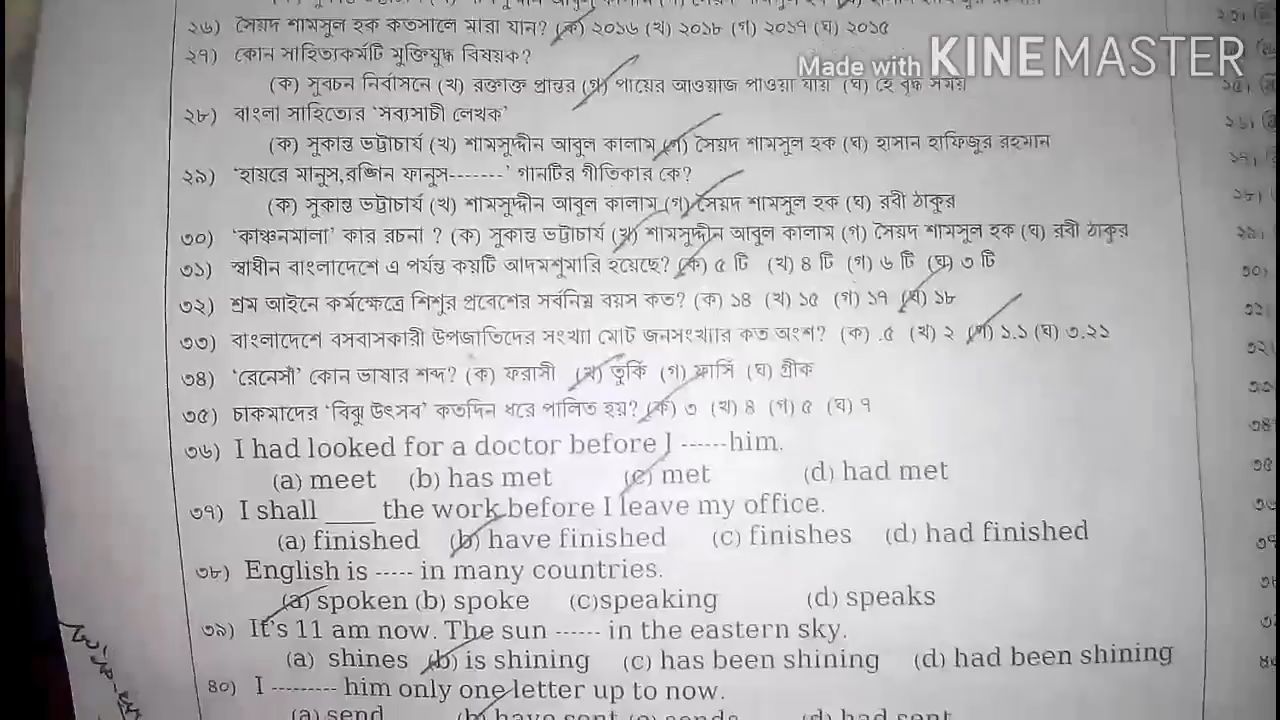 Made with KINEMASTER
২৬) সৈয়দ শামসুল হক কতসালে মারা যান? (ক) ২০১৬ (খ) ২০১৮ (গ) ২০১৭ (ঘ) ২০১৫
২৭) কোন সাহিত্যকর্মটি মুক্তিযুদ্ধ বিষয়ক?
(ক) সুবচন নির্বাসনে (খ) রক্তাক্ত প্রান্তর (গ) পায়ের আওয়াজ পাওয়া যায় (ঘ) হে বৃদ্ধ সময়
২৮) বাংলা সাহিত্যের 'সব্যসাচী লেখক'
(ক) সুকান্ত ভট্টাচার্য (খ) শামসুদ্দীন আবুল কালাম (গ) সৈয়দ শামসুল হক (ঘ) হাসান হাফিজুর রহমান
২৯) 'হায়রে মানুস,রঙ্গিন ফানুস-------' গানটির গীতিকার কে?
(ক) সুকান্ত ভট্টাচার্য (খ) শামসুদ্দীন আবুল কালাম (গ) সৈয়দ শামসুল হক (ঘ) রবী ঠাকুর
৩০) 'কাঞ্চনমালা' কার রচনা ? (ক) সুকান্ত ভট্টাচার্য (খ) শামসুদ্দীন আবুল কালাম (গ) সৈয়দ শামসুল হক (ঘ) রবী ঠাকুর
৩১) স্বাধীন বাংলাদেশে এ পর্যন্ত কয়টি আদমশুমারি হয়েছে? (ক) ৫ টি (খ) ৪ টি (গ) ৬ টি (ঘ) ৩ টি
৩২) শ্রম আইনে কর্মক্ষেত্রে শিশুর প্রবেশের সর্বনিম্ন বয়স কত? (ক) ১৪ (খ) ১৫ (গ) ১৭ (ঘ) ১৮
৩৩) বাংলাদেশে বসবাসকারী উপজাতিদের সংখ্যা মোট জনসংখ্যার কত অংশ? (ক) .৫ (খ) ২ (গ) ১.১ (ঘ) ৩.২১
৩৪) 'রেনেসাঁ' কোন ভাষার শব্দ? (ক) ফরাসী (খ) তুর্কি (গ) ফার্সি (ঘ) গ্রীক
৩৫) চাকমাদের 'বিঝু উৎসব' কতদিন ধরে পালিত হয়? (ক) ৩ (খ) ৪ (গ) ৫ (ঘ) ৭
৩৬) I had looked for a doctor before I ------him.
(a) meet (b) has met (c) met (d) had met
৩৭) I shall ____ the work before I leave my office.
(a) finished (b) have finished (c) finishes (d) had finished
৩৮) English is ----- in many countries.
(a) spoken (b) spoke (c)speaking (d) speaks
৩৯) It's 11 am now. The sun ------ in the eastern sky.
(a) shines (b) is shining (c) has been shining (d) had been shining
৪০) I --------- him only one letter up to now.
(a) send (b) have sent (c) sends (d) had sent